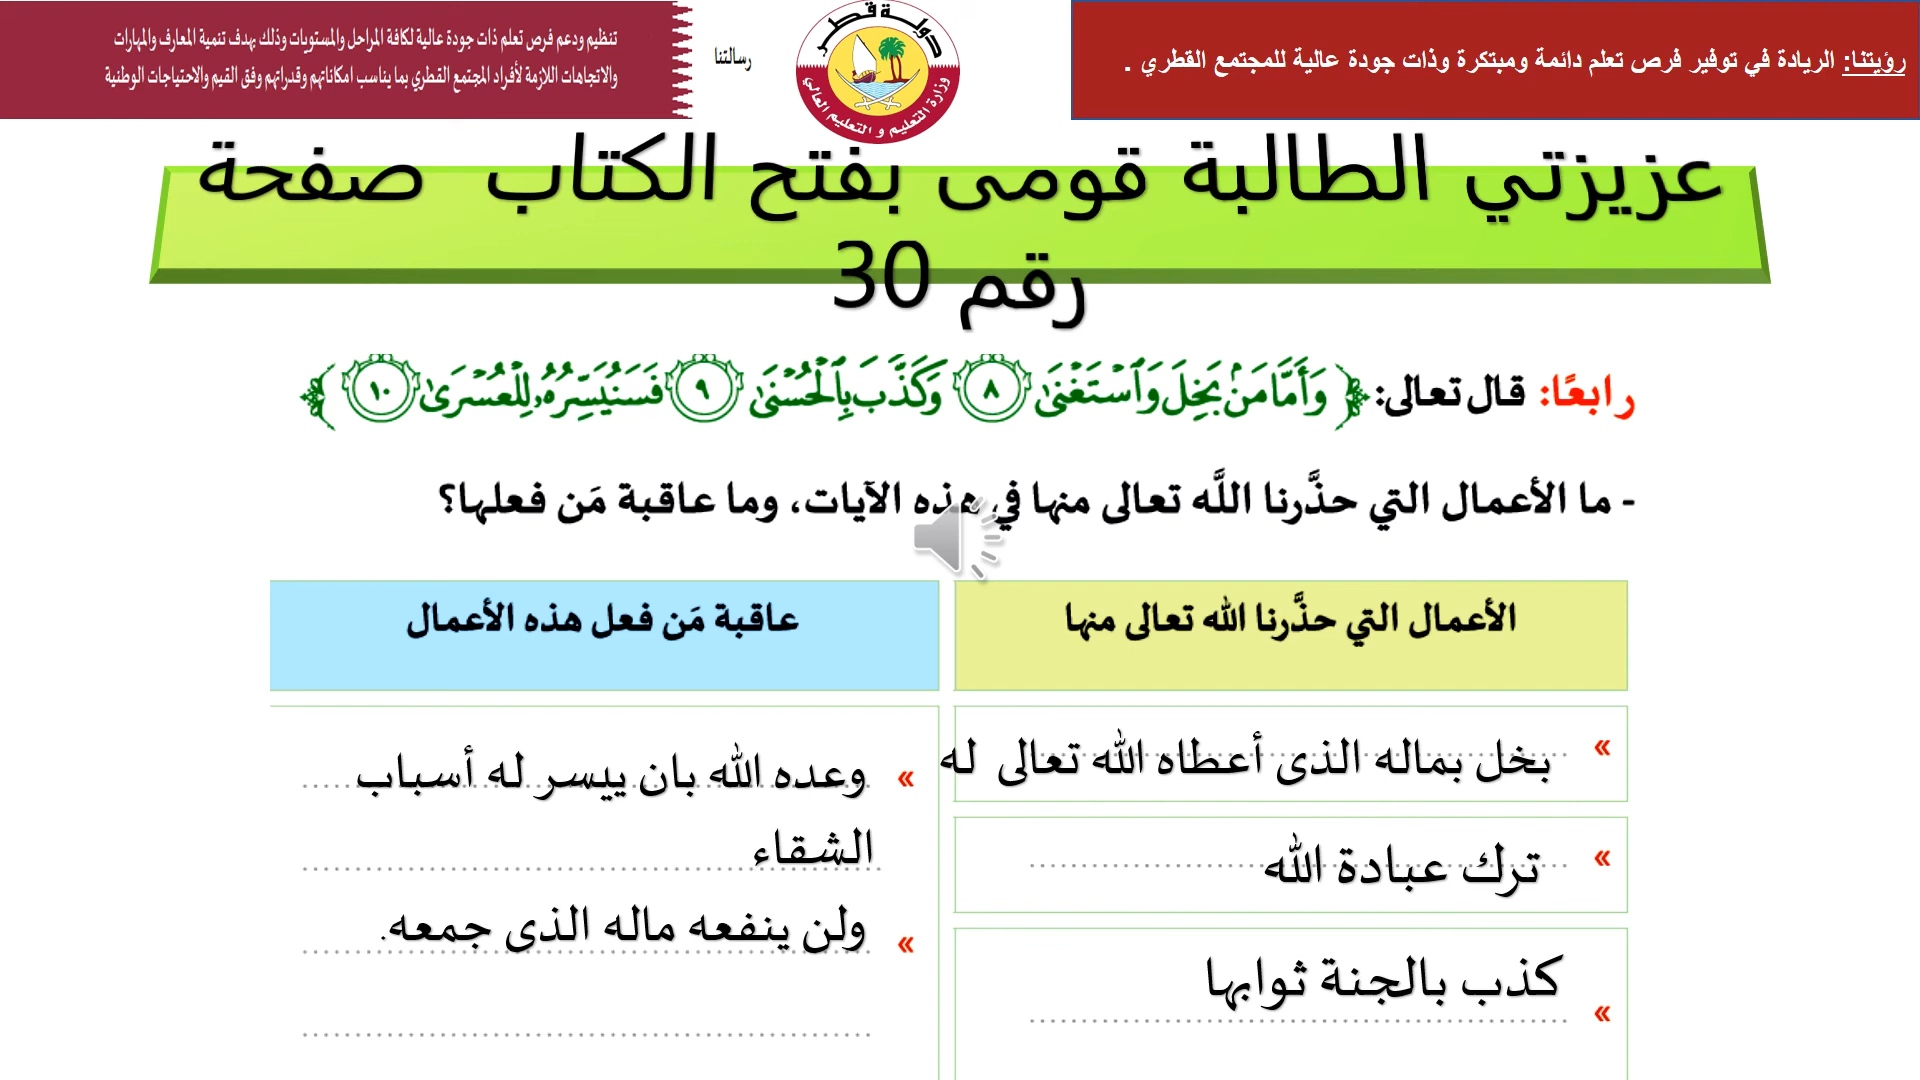 رؤيتنا: الريادة في توفير فرص تعلم دائمة ومبتكرة وذات جودة عالية للمجتمع القطري .
دولة قطر
وزارة التعليم و التعليم العالي
رسالتنا
تنظيم ودعم فرص تعلم ذات جودة عالية لكافة المراحل والمستويات وذلك بهدف تنمية المعارف والمهارات
والاتجاهات اللازمة لأفراد المجتمع القطري بما يناسب امكاناتهم وقدراتهم وفق القيم والاحتياجات الوطنية
عزيزتي الطالبة قومى بفتح الكتاب صفحة
رقم 30
رابعًا: قال تعالى: ﴿ وَأَمَّا مَنۢ بَخِلَ وَٱسْتَغْنَىٰ ٨ وَكَذَّبَ بِٱلْحُسْنَىٰ ٩ فَسَنُيَسِّرُهُۥ لِلْعُسْرَىٰ ١٠ ﴾
- ما الأعمال التي حذَّرنا اللَّه تعالى منها في هذه الآيات، وما عاقبة مَن فعلها؟
الأعمال التي حذَّرنا الله تعالى منها
» بخل بماله الذى أعطاه الله تعالى له
» ترك عبادة الله
» كذب بالجنة ثوابها
عاقبة مَن فعل هذه الأعمال
» وعده الله بان ييسر له أسباب
الشقاء
» ولن ينفعه ماله الذى جمعه.